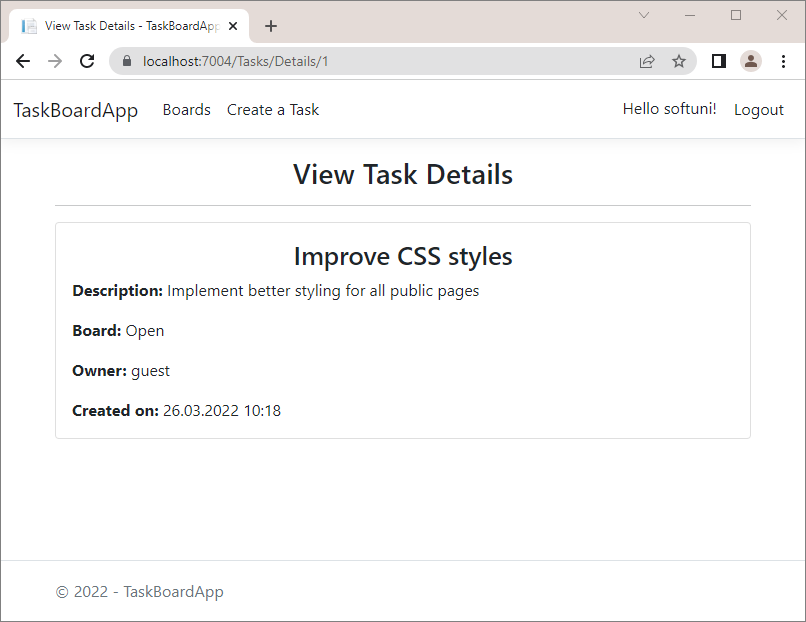 View Task Details - TaskBoardApp
localhost:7004/Tasks/Details/1
TaskBoardApp Boards Create a Task Hello softuni! Logout
View Task Details
Improve CSS styles
Description: Implement better styling for all public pages
Board: Open
Owner: guest
Created on: 26.03.2022 10:18
© 2022 - TaskBoardApp